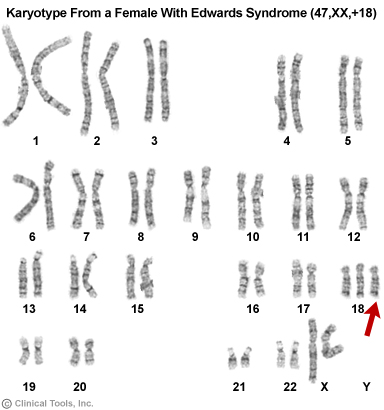 Karyotype From a Female With Edwards Syndrome (47,XX,+18)
1 2 3 4 5
6 7 8 9 10 11 12
13 14 15 16 17 18
19 20 21 22 X Y
© Clinical Tools, Inc.